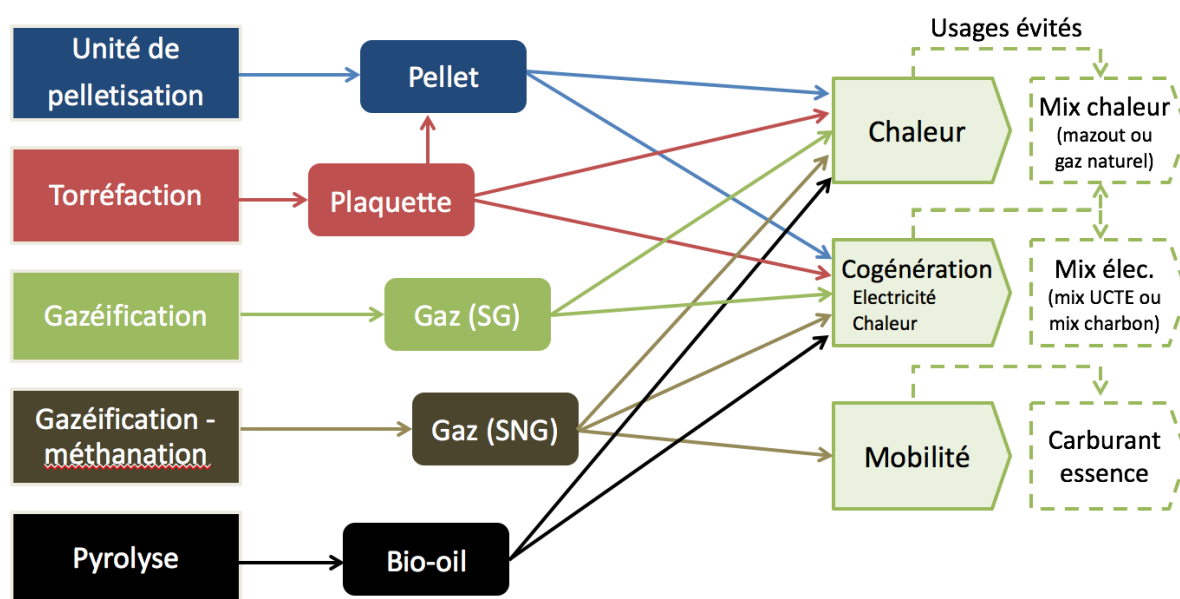 Usages évités
Unité de
pelletisation
Pellet
Chaleur
Mix chaleur
(mazout ou
gaz naturel)
Torréfaction
Plaquette
Cogénération
Electricité
Chaleur
Mix élec.
(mix UCTE ou
mix charbon)
Gazéification
Gaz (SG)
Gazéification -
méthanation
Gaz (SNG)
Mobilité
Carburant
essence
Pyrolyse
Bio-oil